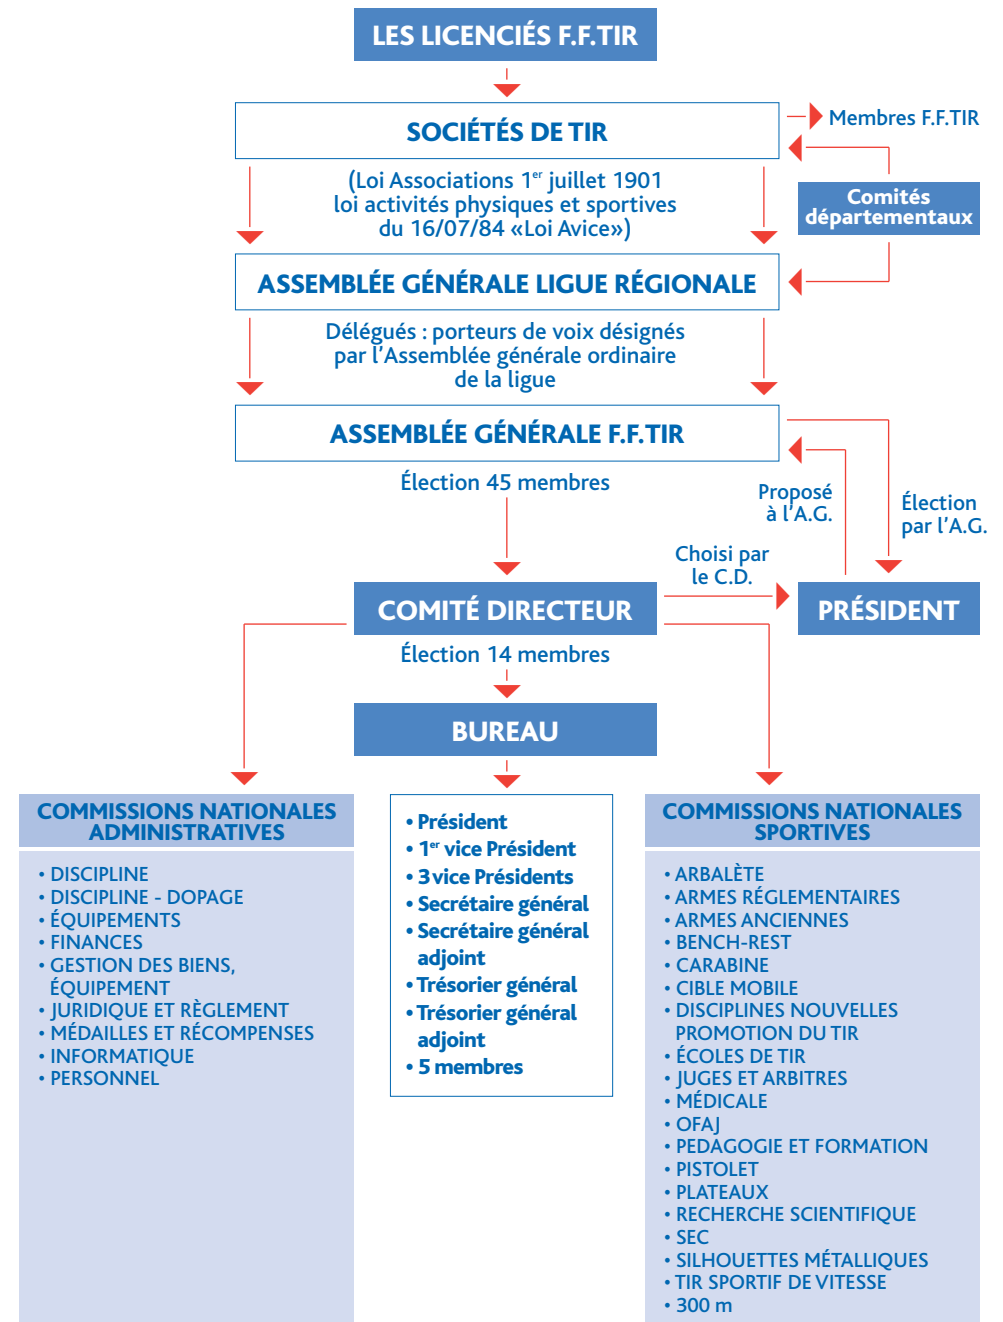 LES LICENCIÉS F.F.TIR
SOCIÉTÉS DE TIR
Membres F.F.TIR
(Loi Associations 1er juillet 1901
loi activités physiques et sportives
du 16/07/84 «Loi Avice»)
Comités
départementaux
ASSEMBLÉE GÉNÉRALE LIGUE RÉGIONALE
Délégués : porteurs de voix désignés
par l'Assemblée générale ordinaire
de la ligue
ASSEMBLÉE GÉNÉRALE F.F.TIR
Élection 45 membres
Proposé
à l'A.G.
Élection
par l'A.G.
Choisi par
le C.D.
COMITÉ DIRECTEUR
PRÉSIDENT
Élection 14 membres
BUREAU
COMMISSIONS NATIONALES
ADMINISTRATIVES
• DISCIPLINE
• DISCIPLINE - DOPAGE
• ÉQUIPEMENTS
• FINANCES
• GESTION DES BIENS,
ÉQUIPEMENT
• JURIDIQUE ET RÈGLEMENT
• MÉDAILLES ET RÉCOMPENSES
• INFORMATIQUE
• PERSONNEL
• Président
• 1er vice Président
• 3 vice Présidents
• Secrétaire général
• Secrétaire général
adjoint
• Trésorier général
• Trésorier général
adjoint
• 5 membres
COMMISSIONS NATIONALES
SPORTIVES
• ARBALÈTE
• ARMES RÉGLEMENTAIRES
• ARMES ANCIENNES
• BENCH-REST
• CARABINE
• CIBLE MOBILE
• DISCIPLINES NOUVELLES
PROMOTION DU TIR
• ÉCOLES DE TIR
• JUGES ET ARBITRES
• MÉDICALE
• OFAJ
• PEDAGOGIE ET FORMATION
• PISTOLET
• PLATEAUX
• RECHERCHE SCIENTIFIQUE
• SEC
• SILHOUETTES MÉTALLIQUES
• TIR SPORTIF DE VITESSE
• 300 m